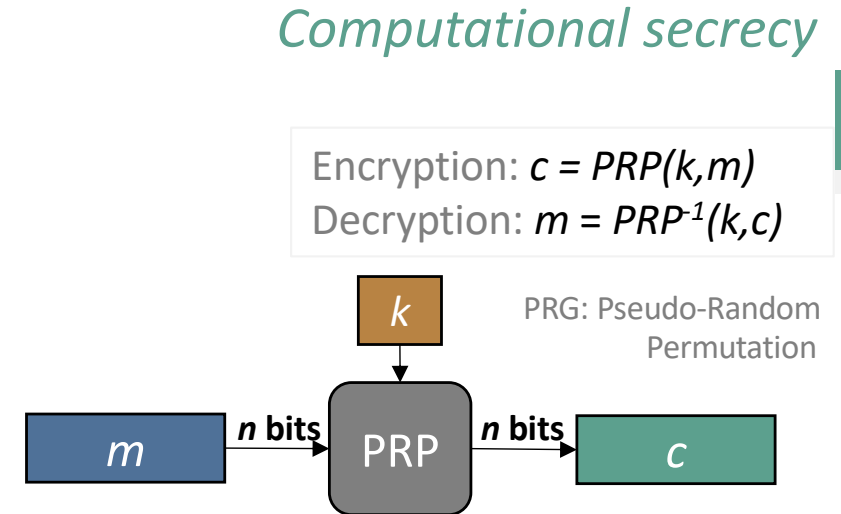 Computational secrecy
Encryption: c = PRP(k,m)
Decryption: m = PRP⁻¹(k,c)
k
PRG: Pseudo-Random
Permutation
m
n bits
PRP
n bits
c